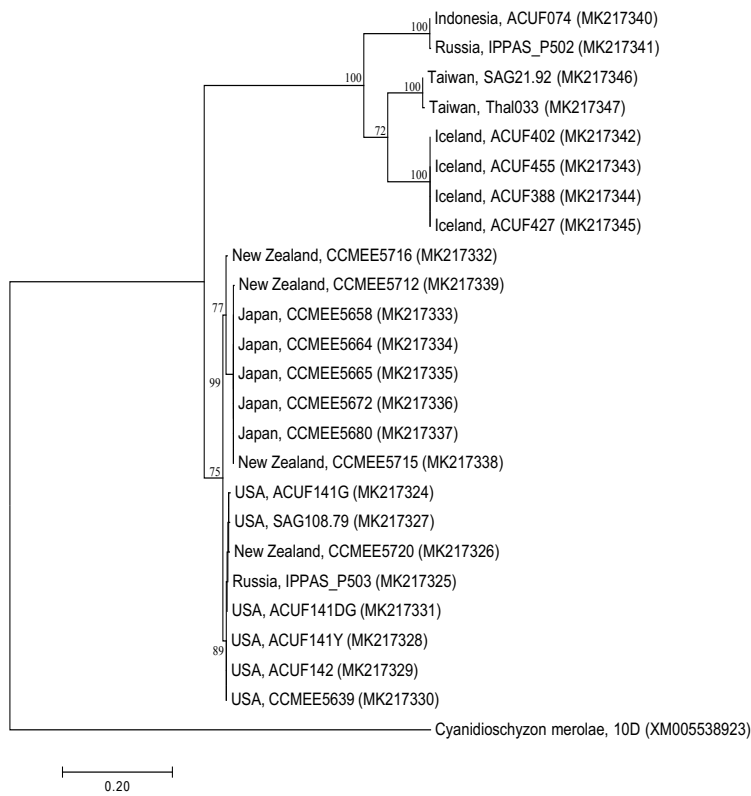 Indonesia, ACUF074 (MK217340)
100
Russia, IPPAS_P502 (MK217341)
100
Taiwan, SAG21.92 (MK217346)
100
Taiwan, Thal033 (MK217347)
72
Iceland, ACUF402 (MK217342)
Iceland, ACUF455 (MK217343)
100
Iceland, ACUF388 (MK217344)
Iceland, ACUF427 (MK217345)
New Zealand, CCMEE5716 (MK217332)
New Zealand, CCMEE5712 (MK217339)
77
Japan, CCMEE5658 (MK217333)
Japan, CCMEE5664 (MK217334)
Japan, CCMEE5665 (MK217335)
99
Japan, CCMEE5672 (MK217336)
Japan, CCMEE5680 (MK217337)
New Zealand, CCMEE5715 (MK217338)
75
USA, ACUF141G (MK217324)
USA, SAG108.79 (MK217327)
New Zealand, CCMEE5720 (MK217326)
Russia, IPPAS_P503 (MK217325)
USA, ACUF141DG (MK217331)
USA, ACUF141Y (MK217328)
89
USA, ACUF142 (MK217329)
USA, CCMEE5639 (MK217330)
Cyanidioschyzon merolae, 10D (XM005538923)
0.20